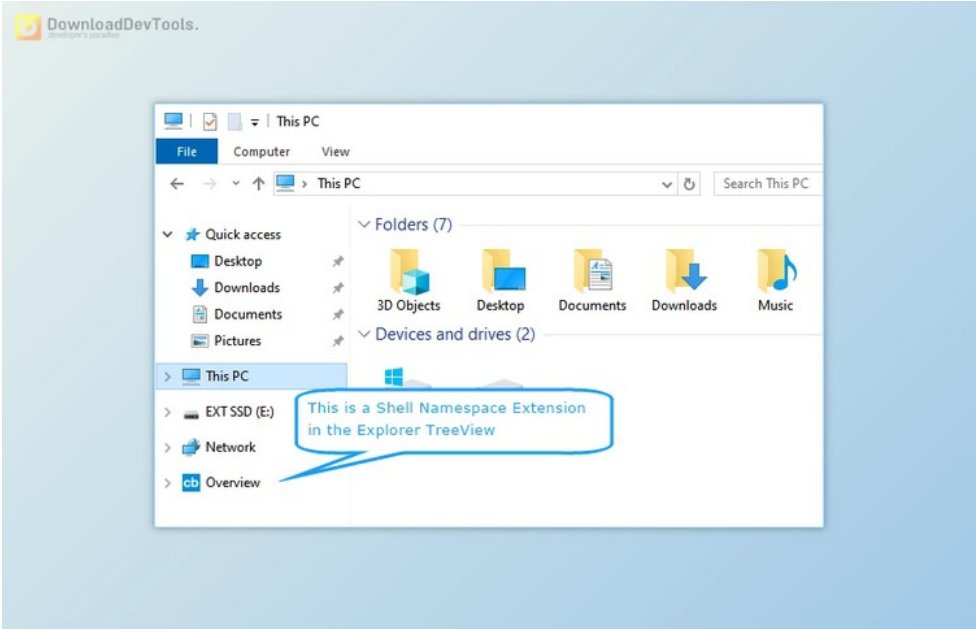 DownloadDevTools.
developer's paradise
This PC
File Computer View
This PC
Search This PC
Quick access
Desktop
Downloads
Documents
Pictures
This PC
EXT SSD (E:)
Network
cb Overview
Folders (7)
3D Objects Desktop Documents Downloads Music
Devices and drives (2)
This is a Shell Namespace Extension
in the Explorer TreeView